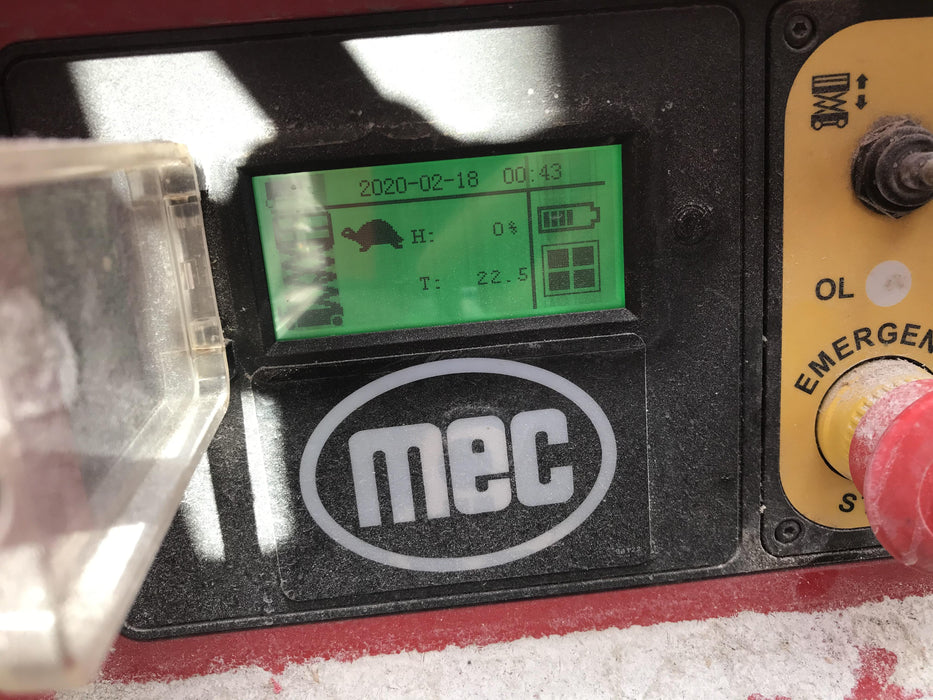 2020-02-18 00:43
H: 0%
T: 22.5
mec
OL
EMERGEN
S